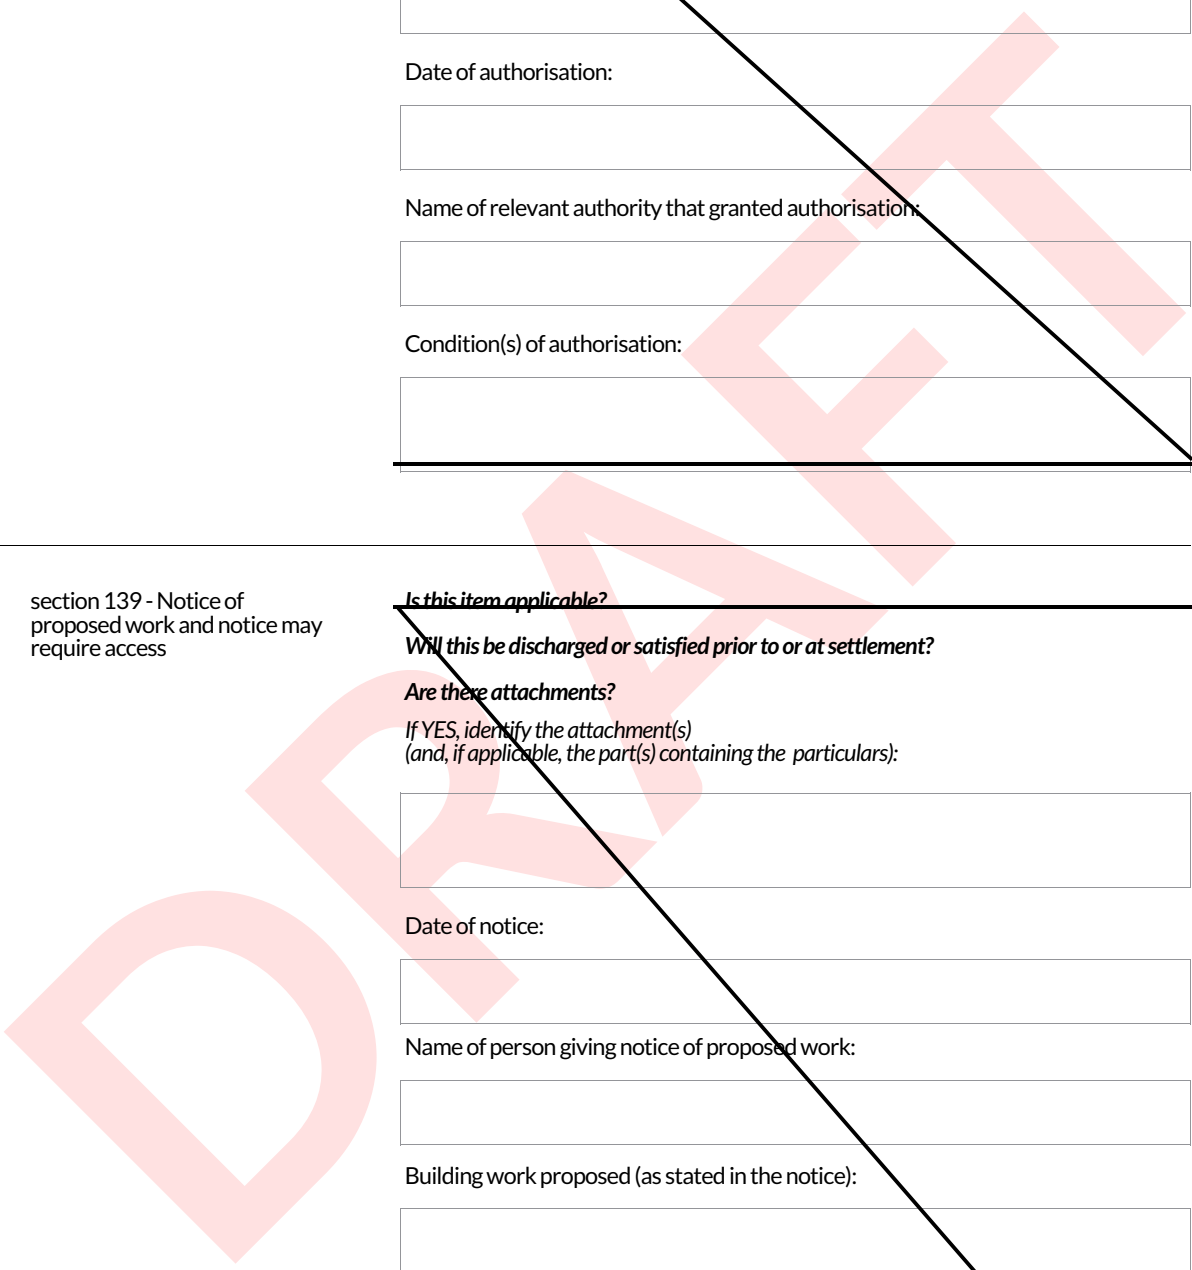 Date of authorisation:
Name of relevant authority that granted authorisation:
Condition(s) of authorisation:
section 139 - Notice of
proposed work and notice may
require access
Is this item applicable?
Will this be discharged or satisfied prior to or at settlement?
Are there attachments?
If YES, identify the attachment(s)
(and, if applicable, the part(s) containing the particulars):
Date of notice:
Name of person giving notice of proposed work:
Building work proposed (as stated in the notice):
DRAFT